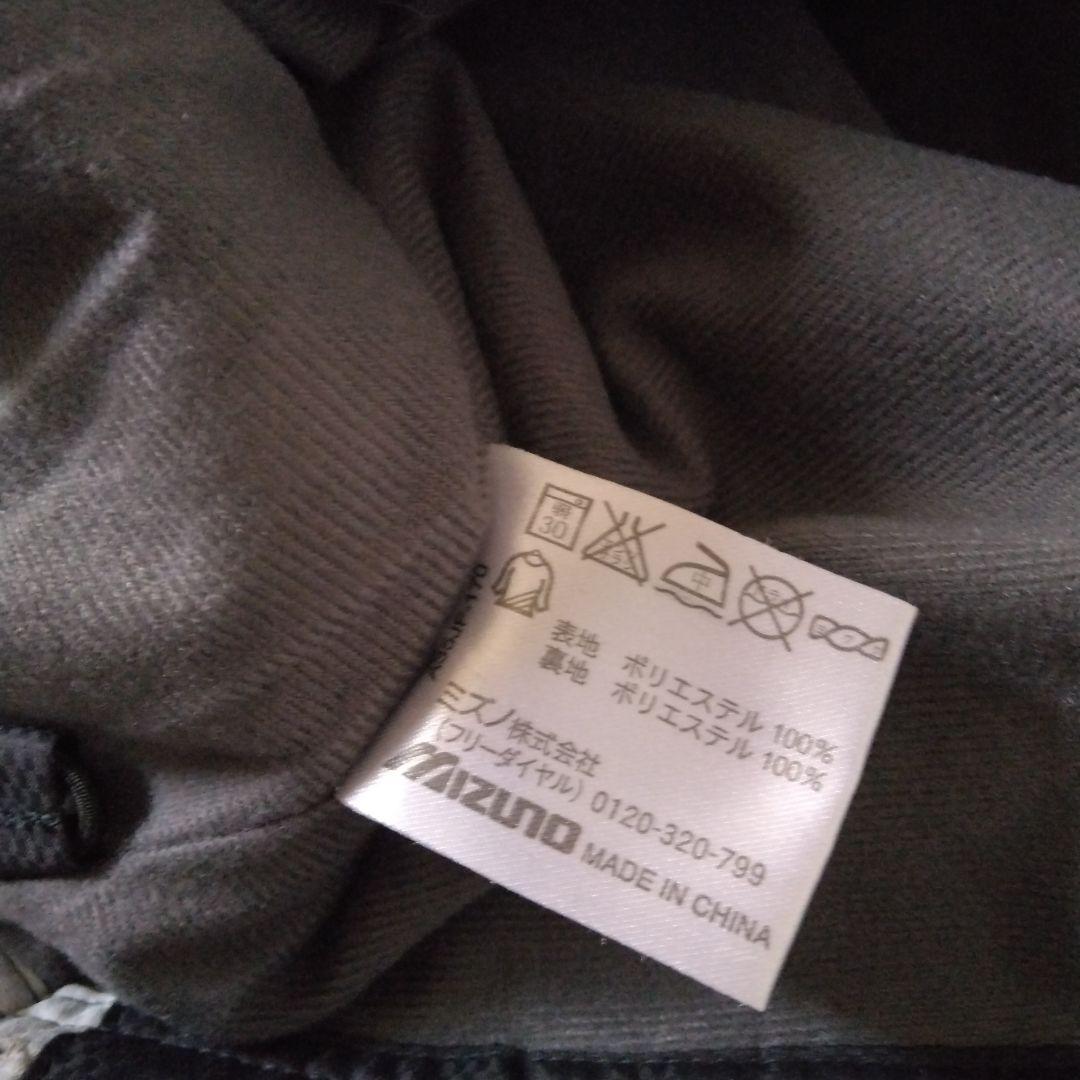 弱
30
中
表地 ポリエステル 100%
裏地 ポリエステル 100%
ミズノ株式会社
(フリーダイヤル) 0120-320-799
MIZUNO MADE IN CHINA